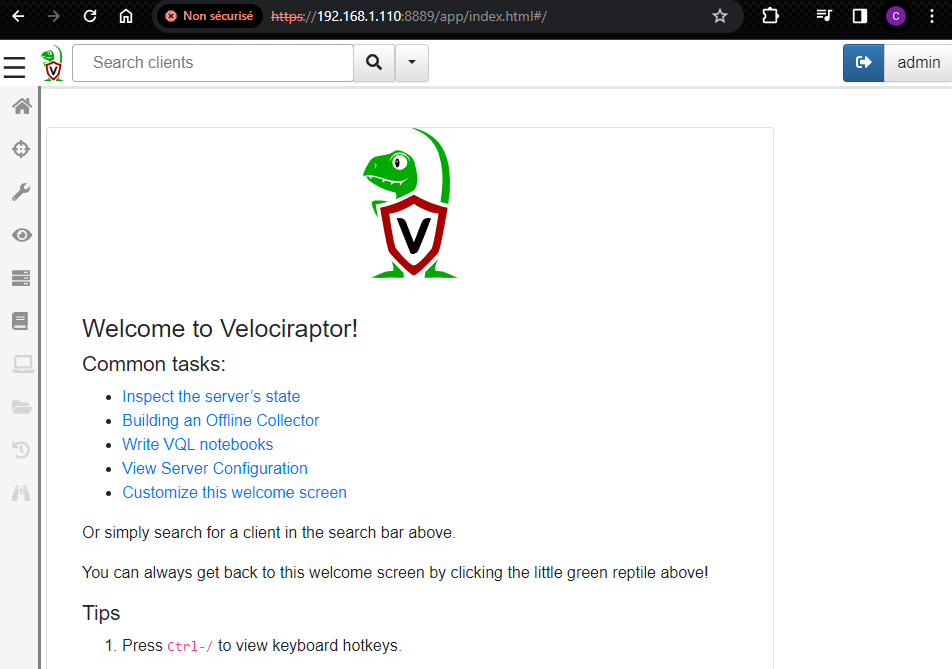 Non sécurisé https://192.168.1.110:8889/app/index.html#/ C
V Search clients admin
V
Welcome to Velociraptor!
Common tasks:
Inspect the server's state
Building an Offline Collector
Write VQL notebooks
View Server Configuration
Customize this welcome screen
Or simply search for a client in the search bar above.
You can always get back to this welcome screen by clicking the little green reptile above!
Tips
1. Press Ctrl-/ to view keyboard hotkeys.